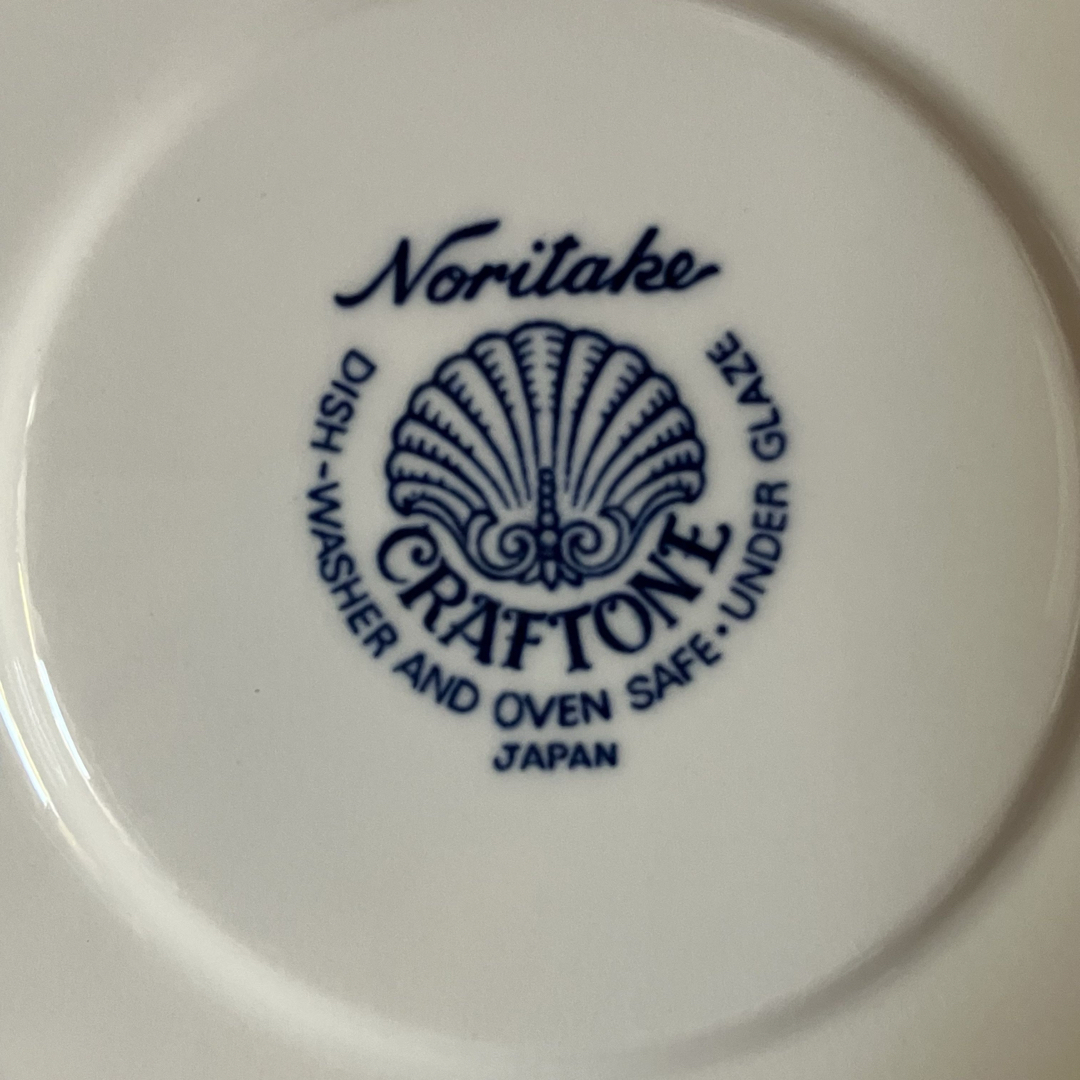 Noritake
CRAFTONE
DISH-WASHER AND OVEN SAFE·UNDER GLAZE
JAPAN